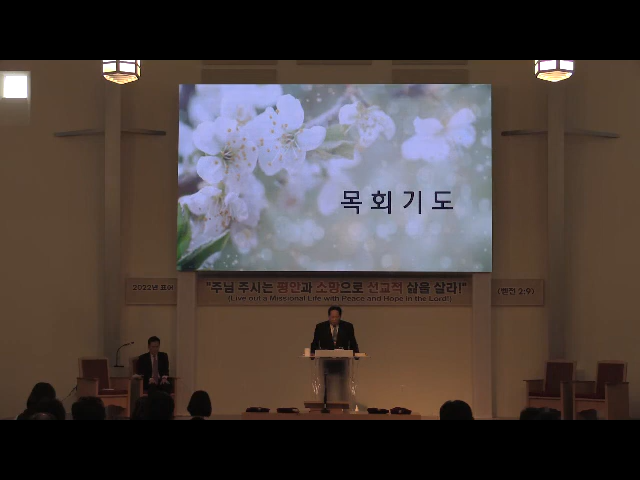 목회기도
2022년 표어
"주님 주시는 평안과 소망으로 선교적 삶을 살라!"
(벧전 2:9)
(Live out a Missional Life with Peace and Hope in the Lord!)